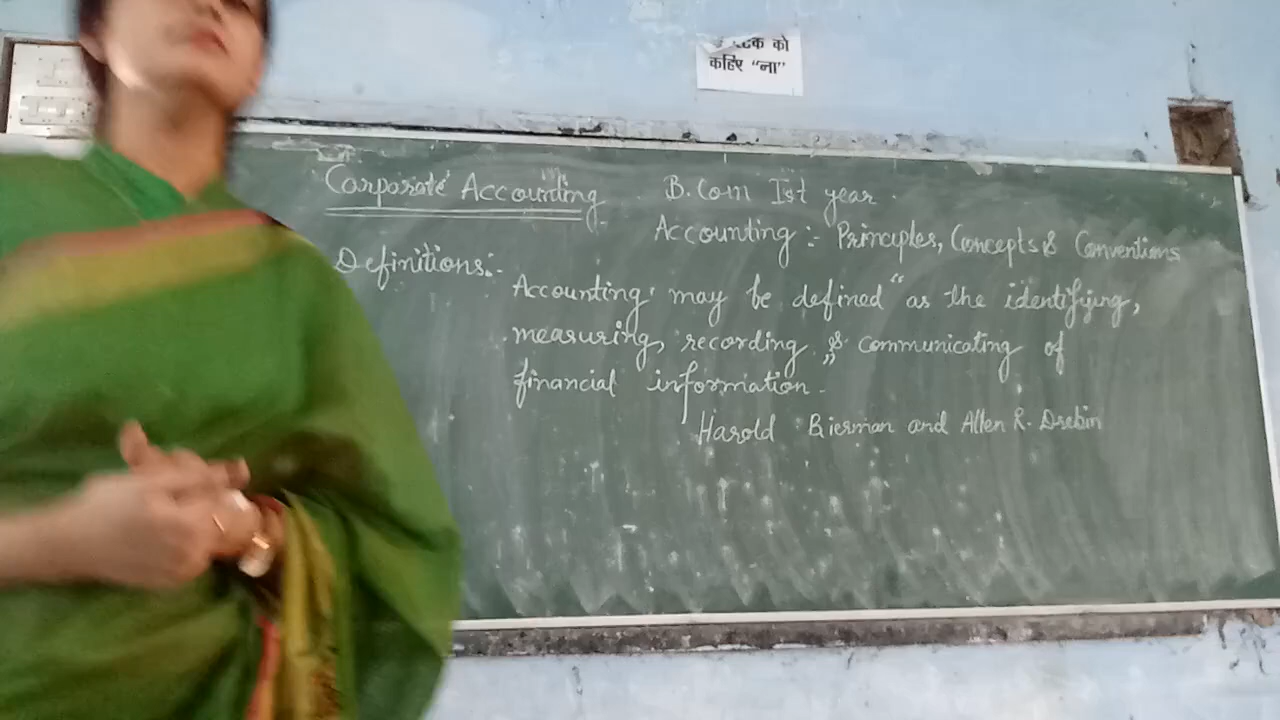 को
कहिए "ना"
Corporate Accounting B.Com Ist year.
Accounting :- Principles, Concepts & Conventions
Definitions:-
Accounting may be defined "as the identifying,
measuring, recording & communicating of
financial information."
Harold Bierman and Allen R. Drebin